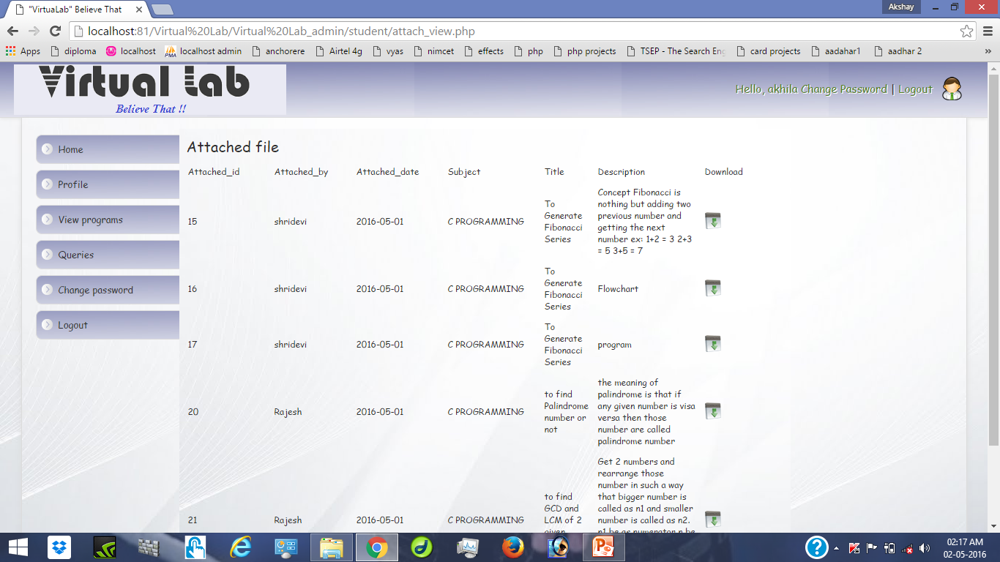 "VirtuaLab" Believe That
Akshay
localhost:81/Virtual%20Lab/Virtual%20Lab_admin/student/attach_view.php
Apps diploma localhost localhost admin anchorere Airtel 4g vyas nimcet effects php php projects TSEP - The Search Eng card projects aadahar1 aadhar 2 »
Virtual Lab
Believe That !!
Hello, akhila Change Password | Logout
Home
Profile
View programs
Queries
Change password
Logout
Attached file
Attached_id Attached_by Attached_date Subject Title Description Download
15 shridevi 2016-05-01 C PROGRAMMING
To
Generate
Fibonacci
Series
Concept Fibonacci is
nothing but adding two
previous number and
getting the next
number ex: 1+2 = 3 2+3
= 5 3+5 = 7
16 shridevi 2016-05-01 C PROGRAMMING
To
Generate
Fibonacci
Series
Flowchart
17 shridevi 2016-05-01 C PROGRAMMING
To
Generate
Fibonacci
Series
program
20 Rajesh 2016-05-01 C PROGRAMMING
to find
Palindrome
number or
not
the meaning of
palindrome is that if
any given number is visa
versa then those
number are called
palindrome number
21 Rajesh 2016-05-01 C PROGRAMMING
to find
GCD and
LCM of 2
given
Get 2 numbers and
rearrange those
number in such a way
that bigger number is
called as n1 and smaller
number is called as n2.
n1 be as numerator n be
02:17 AM
02-05-2016